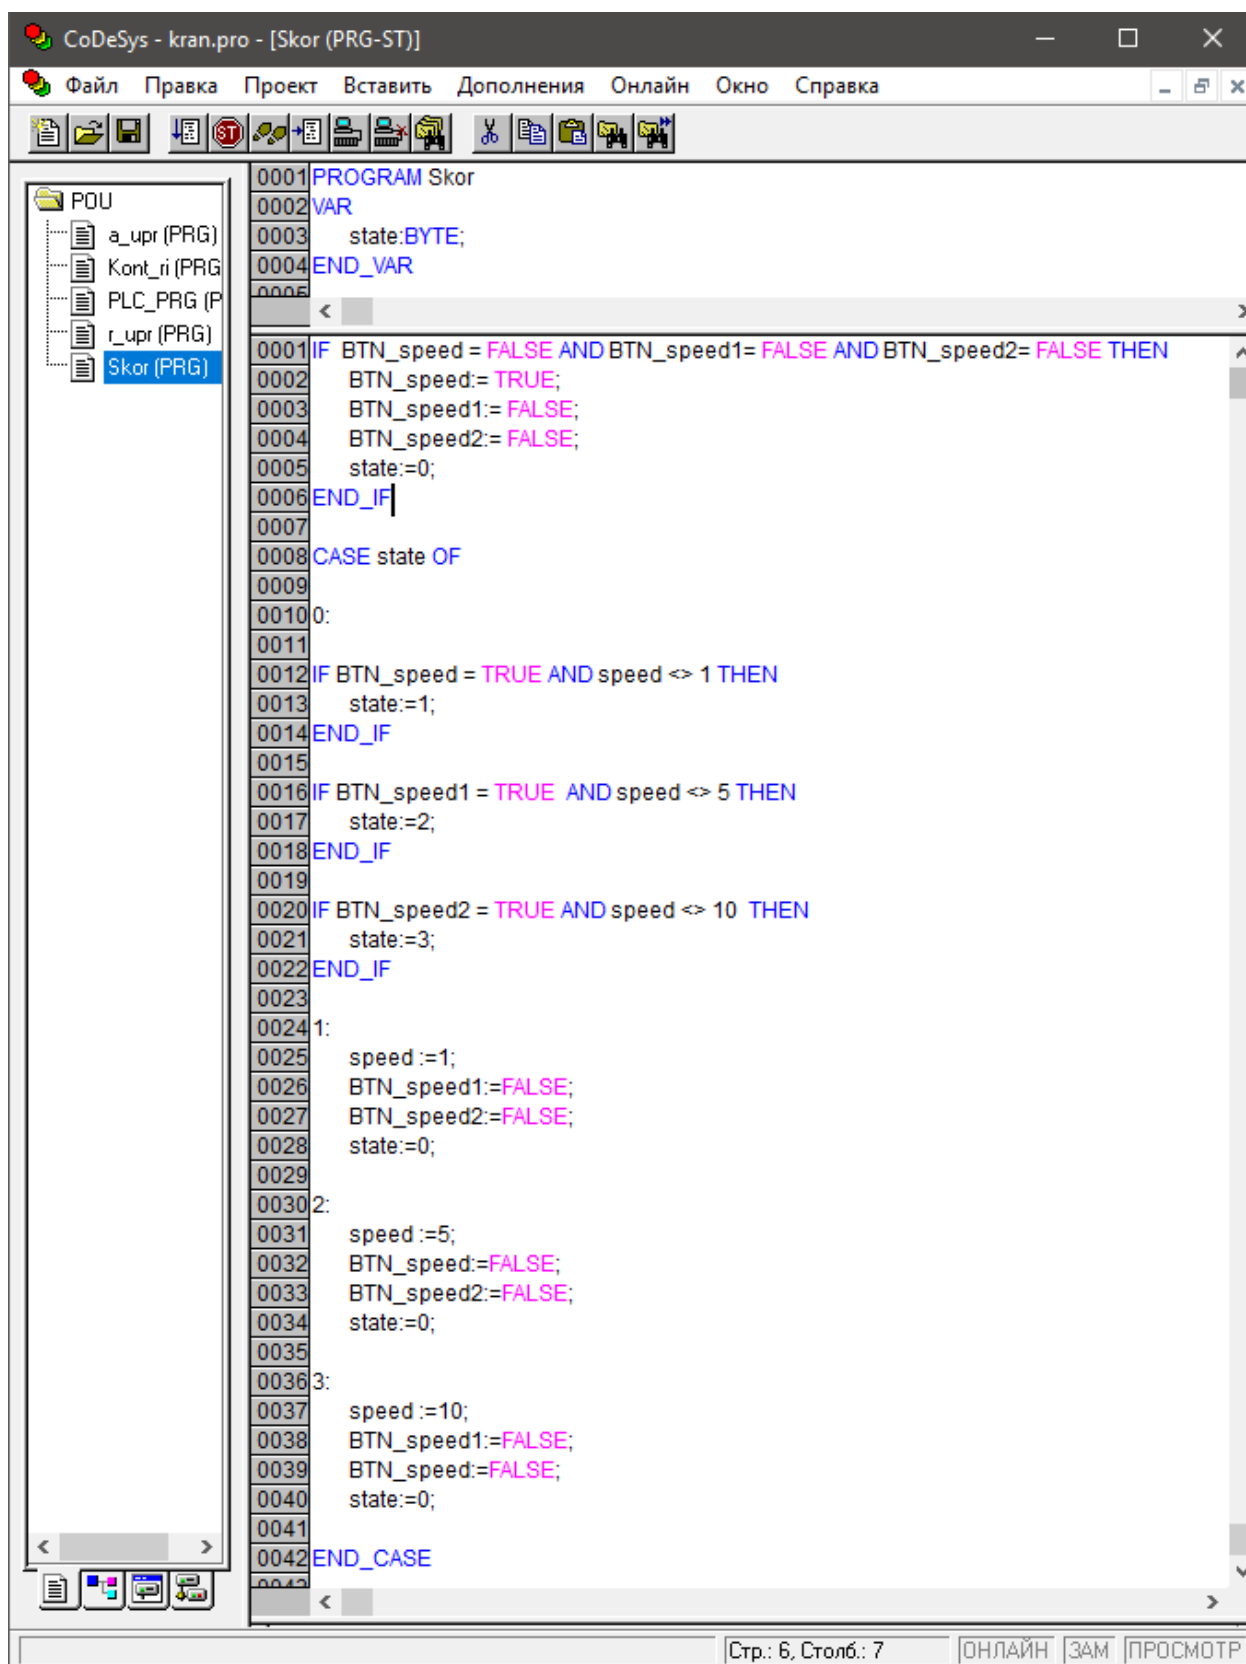 CoDeSys - kran.pro - [Skor (PRG-ST)]
Файл Правка Проект Вставить Дополнения Онлайн Окно Справка
POU
a_upr (PRG)
Kont_ri (PRG
PLC_PRG (P
r_upr (PRG)
Skor (PRG)
0001 PROGRAM Skor
0002 VAR
0003 state:BYTE;
0004 END_VAR
0005
0001 IF BTN_speed = FALSE AND BTN_speed1= FALSE AND BTN_speed2= FALSE THEN
0002 BTN_speed:= TRUE;
0003 BTN_speed1:= FALSE;
0004 BTN_speed2:= FALSE;
0005 state:=0;
0006 END_IF
0007
0008 CASE state OF
0009
0010 0:
0011
0012 IF BTN_speed = TRUE AND speed <> 1 THEN
0013 state:=1;
0014 END_IF
0015
0016 IF BTN_speed1 = TRUE AND speed <> 5 THEN
0017 state:=2;
0018 END_IF
0019
0020 IF BTN_speed2 = TRUE AND speed <> 10 THEN
0021 state:=3;
0022 END_IF
0023
0024 1:
0025 speed :=1;
0026 BTN_speed1:=FALSE;
0027 BTN_speed2:=FALSE;
0028 state:=0;
0029
0030 2:
0031 speed :=5;
0032 BTN_speed:=FALSE;
0033 BTN_speed2:=FALSE;
0034 state:=0;
0035
0036 3:
0037 speed :=10;
0038 BTN_speed1:=FALSE;
0039 BTN_speed:=FALSE;
0040 state:=0;
0041
0042 END_CASE
0043
Стр.: 6, Столб.: 7 ОНЛАЙН ЗАМ ПРОСМОТР